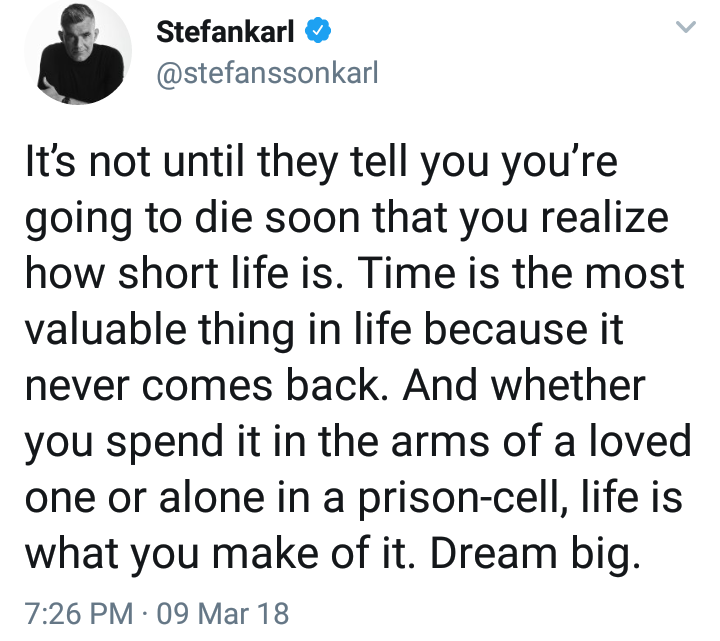 Stefankarl
@stefanssonkarl
It's not until they tell you you're
going to die soon that you realize
how short life is. Time is the most
valuable thing in life because it
never comes back. And whether
you spend it in the arms of a loved
one or alone in a prison-cell, life is
what you make of it. Dream big.
7:26 PM · 09 Mar 18